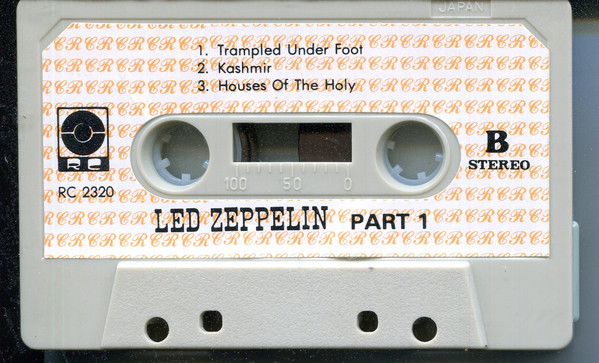 JAPAN
1. Trampled Under Foot
2. Kashmir
3. Houses Of The Holy
RC
RC 2320
B
STEREO
100 50 0
LED ZEPPELIN PART 1